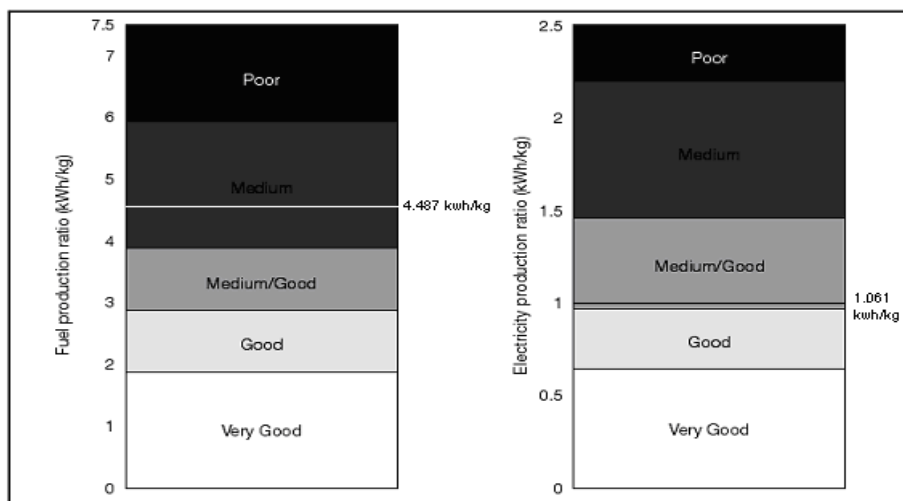 Fuel production ratio (kWh/kg)
7.5
7
6
5
4
3
2
1
0
Poor
Medium
4.487 kwh/kg
Medium/Good
Good
Very Good
Electricity production ratio (kWh/kg)
2.5
2
1.5
1
0.5
0
Poor
Medium
Medium/Good
1.061
kwh/kg
Good
Very Good